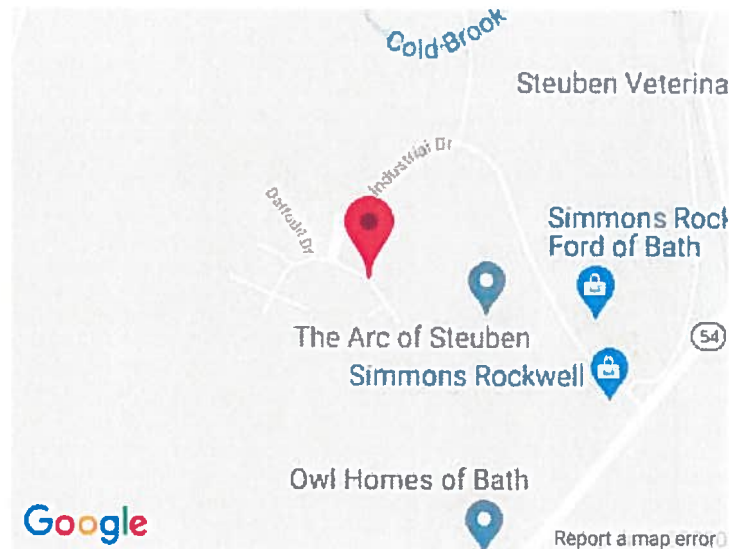 Cold Brook
Steuben Veterina
Industrial Dr
Daffodil Dr
Simmons Rock
Ford of Bath
The Arc of Steuben
54
Simmons Rockwell
Owl Homes of Bath
Google
Report a map error